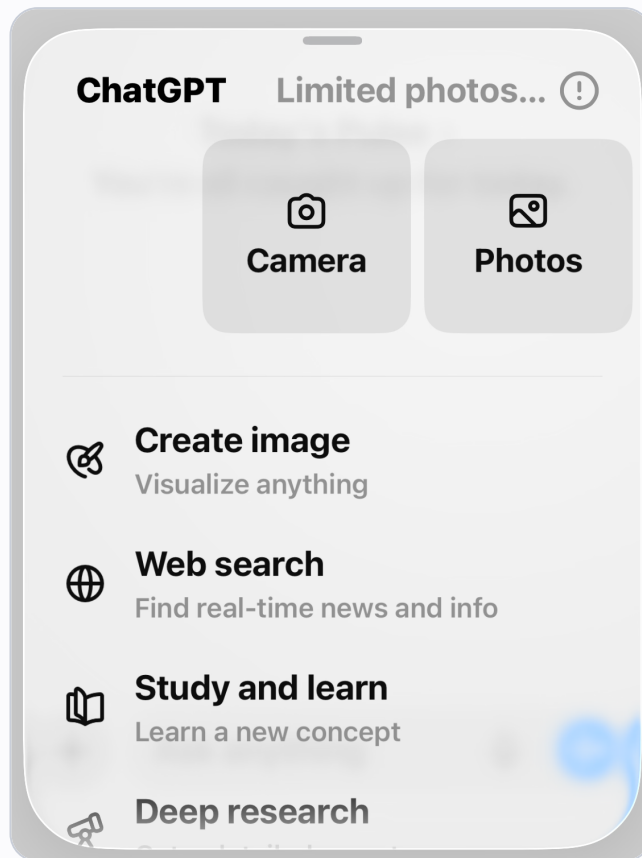 ChatGPT Limited photos...
Camera Photos
Create image
Visualize anything
Web search
Find real-time news and info
Study and learn
Learn a new concept
Deep research